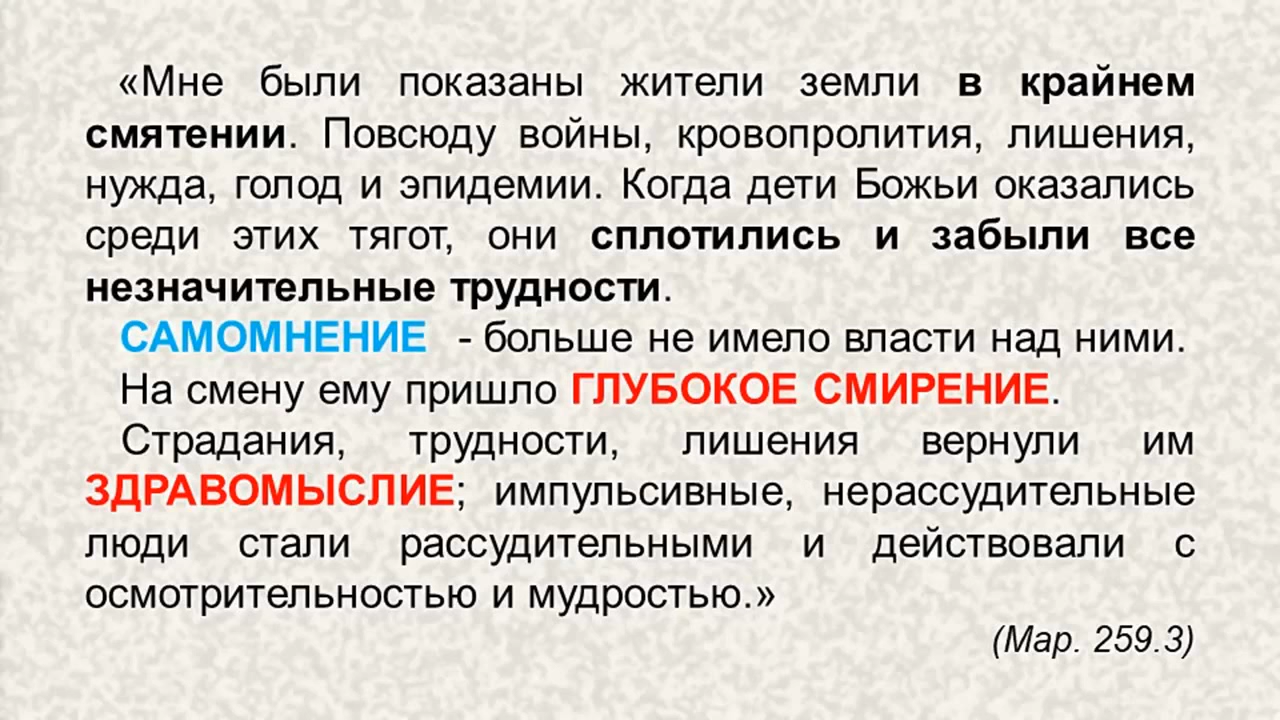 «Мне были показаны жители земли в крайнем
смятении. Повсюду войны, кровопролития, лишения,
нужда, голод и эпидемии. Когда дети Божьи оказались
среди этих тягот, они сплотились и забыли все
незначительные трудности.
САМОМНЕНИЕ - больше не имело власти над ними.
На смену ему пришло ГЛУБОКОЕ СМИРЕНИЕ.
Страдания, трудности, лишения вернули им
ЗДРАВОМЫСЛИЕ; импульсивные, нерассудительные
люди стали рассудительными и действовали с
осмотрительностью и мудростью.»
(Мар. 259.3)